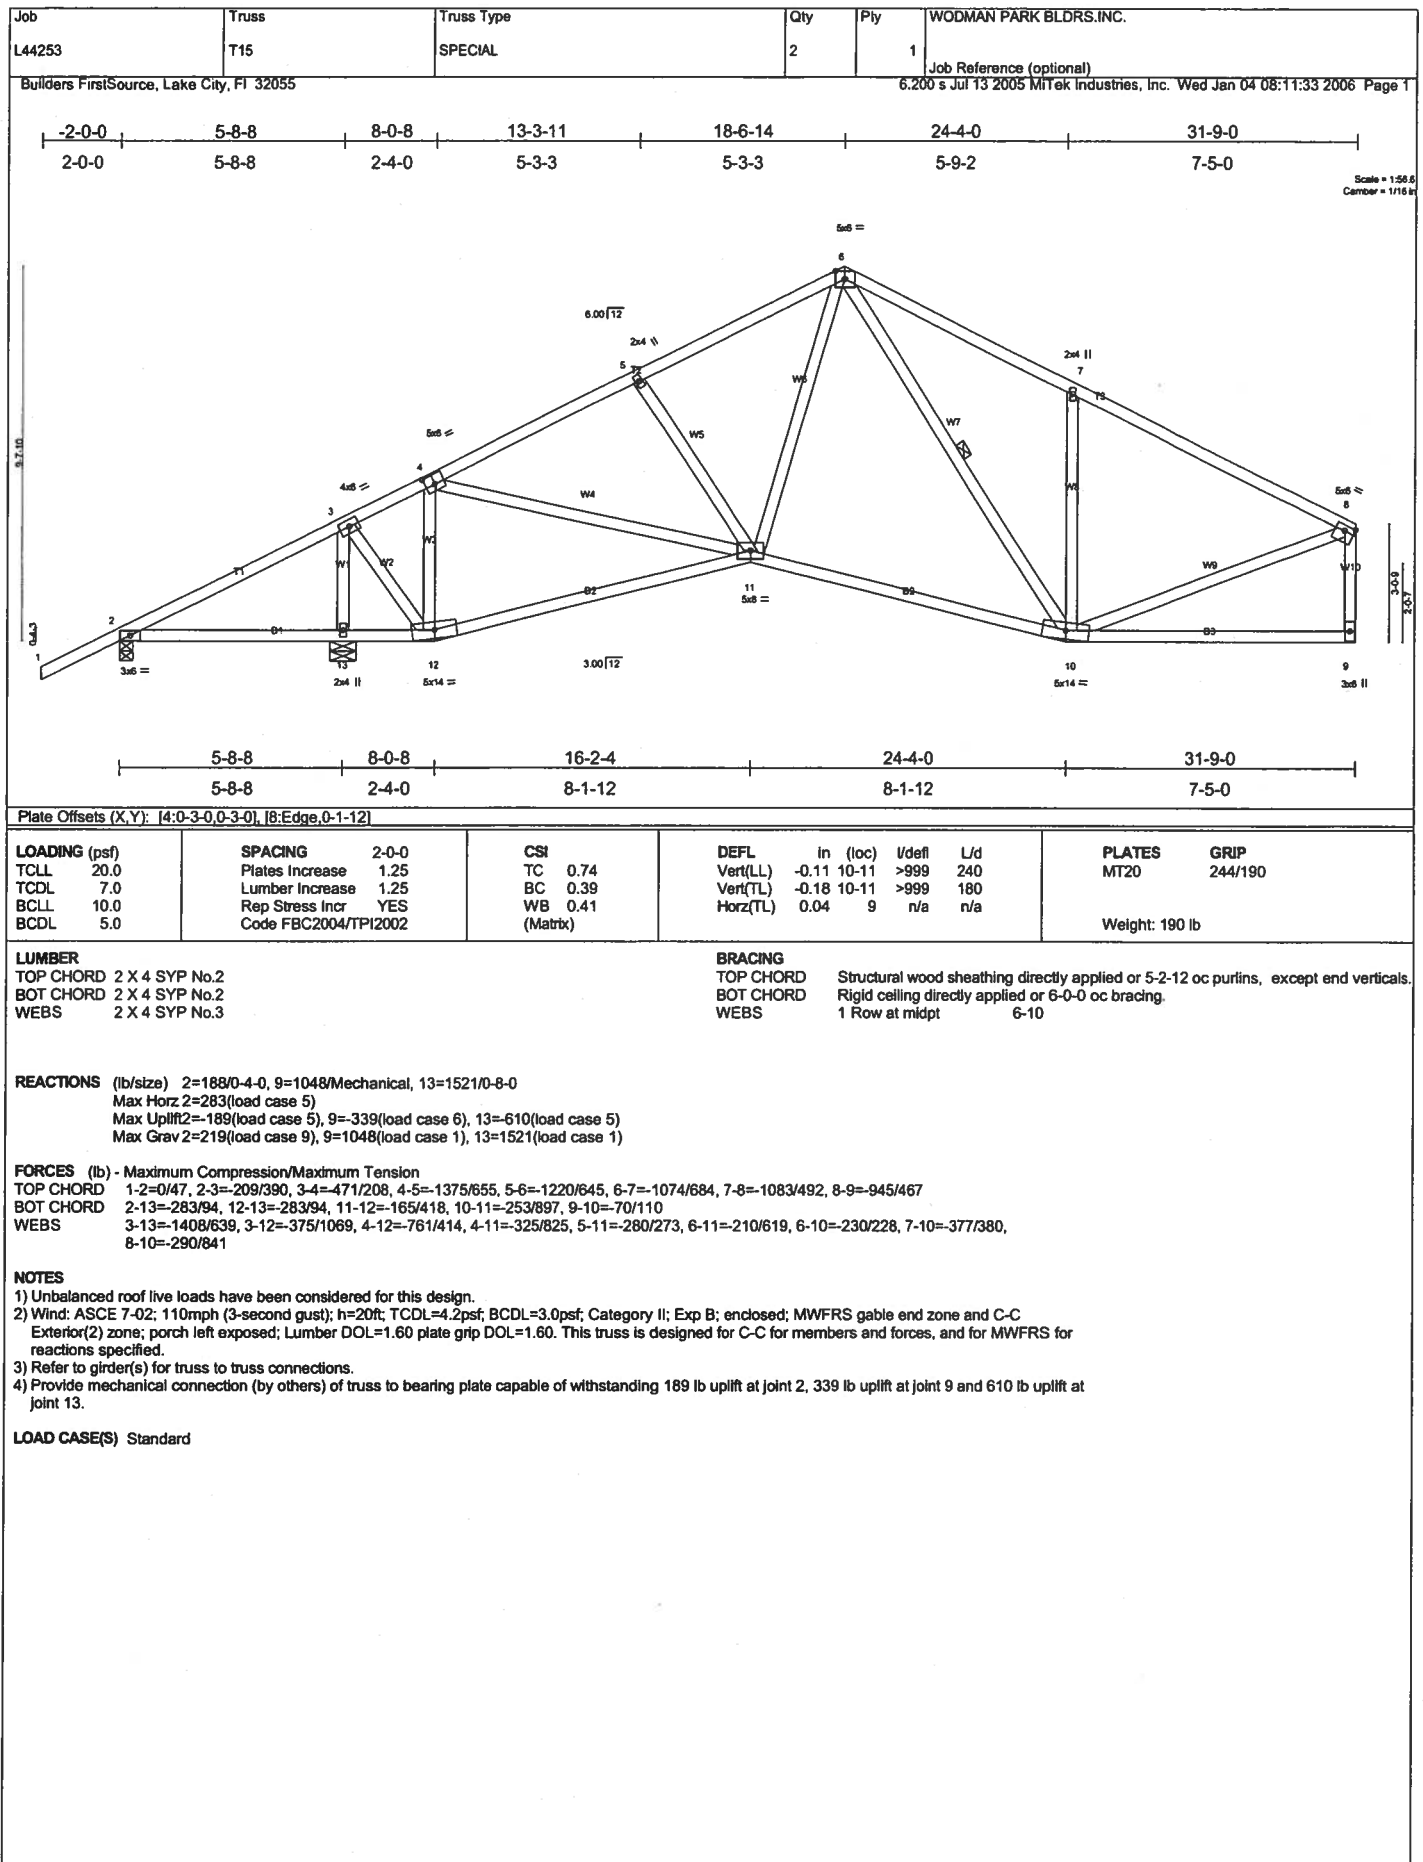 Job Truss Truss Type Qty Ply WODMAN PARK BLDRS.INC.
L44253 T15 SPECIAL 2 1
Job Reference (optional)
Builders FirstSource, Lake City, Fl 32055 6.200 s Jul 13 2005 MiTek Industries, Inc. Wed Jan 04 08:11:33 2006 Page 1
-2-0-0 5-8-8 8-0-8 13-3-11 18-6-14 24-4-0 31-9-0
2-0-0 5-8-8 2-4-0 5-3-3 5-3-3 5-9-2 7-5-0
Scale = 1:56.6
Camber = 1/16 in
5x6 =
6
6.00 12
2x4 \\
5 T2
2x4 ||
7
T3
W6
W7
W5
5x6 =
4
9-7-10
4x6 =
3
W4
W8
5x6 //
8
W3
W1 W2
T1
W9 W10
3-0-9
2-0-7
11
5x8 =
B2 B2
2
0-4-3
B1 B3
1
3x6 =
13
2x4 ||
12
5x14 =
3.00 12
10
5x14 =
9
3x6 ||
5-8-8 8-0-8 16-2-4 24-4-0 31-9-0
5-8-8 2-4-0 8-1-12 8-1-12 7-5-0
Plate Offsets (X,Y): [4:0-3-0,0-3-0], [8:Edge,0-1-12]
LOADING (psf) SPACING 2-0-0 CSI DEFL in (loc) l/defl L/d PLATES GRIP
TCLL 20.0 Plates Increase 1.25 TC 0.74 Vert(LL) -0.11 10-11 >999 240 MT20 244/190
TCDL 7.0 Lumber Increase 1.25 BC 0.39 Vert(TL) -0.18 10-11 >999 180
BCLL 10.0 Rep Stress Incr YES WB 0.41 Horz(TL) 0.04 9 n/a n/a
BCDL 5.0 Code FBC2004/TPI2002 (Matrix) Weight: 190 lb
LUMBER BRACING
TOP CHORD 2 X 4 SYP No.2 TOP CHORD Structural wood sheathing directly applied or 5-2-12 oc purlins, except end verticals.
BOT CHORD 2 X 4 SYP No.2 BOT CHORD Rigid ceiling directly applied or 6-0-0 oc bracing.
WEBS 2 X 4 SYP No.3 WEBS 1 Row at midpt 6-10
REACTIONS (lb/size) 2=188/0-4-0, 9=1048/Mechanical, 13=1521/0-8-0
Max Horz 2=283(load case 5)
Max Uplift2=-189(load case 5), 9=-339(load case 6), 13=-610(load case 5)
Max Grav 2=219(load case 9), 9=1048(load case 1), 13=1521(load case 1)
FORCES (lb) - Maximum Compression/Maximum Tension
TOP CHORD 1-2=0/47, 2-3=-209/390, 3-4=-471/208, 4-5=-1375/655, 5-6=-1220/645, 6-7=-1074/684, 7-8=-1083/492, 8-9=-945/467
BOT CHORD 2-13=-283/94, 12-13=-283/94, 11-12=-165/418, 10-11=-253/897, 9-10=-70/110
WEBS 3-13=-1408/639, 3-12=-375/1069, 4-12=-761/414, 4-11=-325/825, 5-11=-280/273, 6-11=-210/619, 6-10=-230/228, 7-10=-377/380,
8-10=-290/841
NOTES
1) Unbalanced roof live loads have been considered for this design.
2) Wind: ASCE 7-02; 110mph (3-second gust); h=20ft; TCDL=4.2psf; BCDL=3.0psf; Category II; Exp B; enclosed; MWFRS gable end zone and C-C
Exterior(2) zone; porch left exposed; Lumber DOL=1.60 plate grip DOL=1.60. This truss is designed for C-C for members and forces, and for MWFRS for
reactions specified.
3) Refer to girder(s) for truss to truss connections.
4) Provide mechanical connection (by others) of truss to bearing plate capable of withstanding 189 lb uplift at joint 2, 339 lb uplift at joint 9 and 610 lb uplift at
joint 13.
LOAD CASE(S) Standard